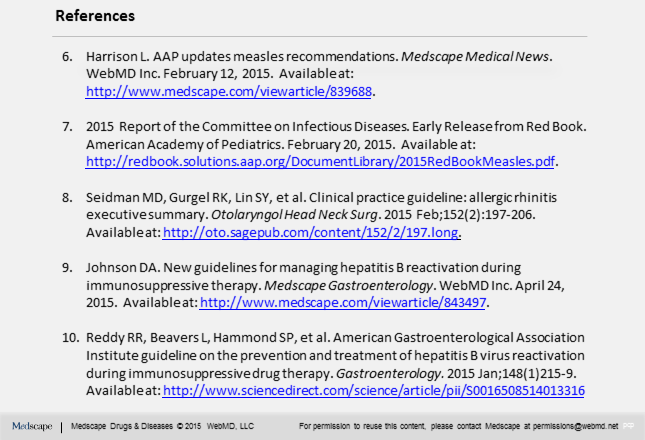 References
6. Harrison L. AAP updates measles recommendations. Medscape Medical News.
WebMD Inc. February 12, 2015. Available at:
http://www.medscape.com/viewarticle/839688.
7. 2015 Report of the Committee on Infectious Diseases. Early Release from Red Book.
American Academy of Pediatrics. February 20, 2015. Available at:
http://redbook.solutions.aap.org/DocumentLibrary/2015RedBookMeasles.pdf.
8. Seidman MD, Gurgel RK, Lin SY, et al. Clinical practice guideline: allergic rhinitis
executive summary. Otolaryngol Head Neck Surg. 2015 Feb;152(2):197-206.
Available at: http://oto.sagepub.com/content/152/2/197.long.
9. Johnson DA. New guidelines for managing hepatitis B reactivation during
immunosuppressive therapy. Medscape Gastroenterology. WebMD Inc. April 24,
2015. Available at: http://www.medscape.com/viewarticle/843497.
10. Reddy RR, Beavers L, Hammond SP, et al. American Gastroenterological Association
Institute guideline on the prevention and treatment of hepatitis B virus reactivation
during immunosuppressive drug therapy. Gastroenterology. 2015 Jan;148(1)215-9.
Available at: http://www.sciencedirect.com/science/article/pii/S0016508514013316
Medscape | Medscape Drugs & Diseases © 2015 WebMD, LLC For permission to reuse this content, please contact Medscape at permissions@webmd.net